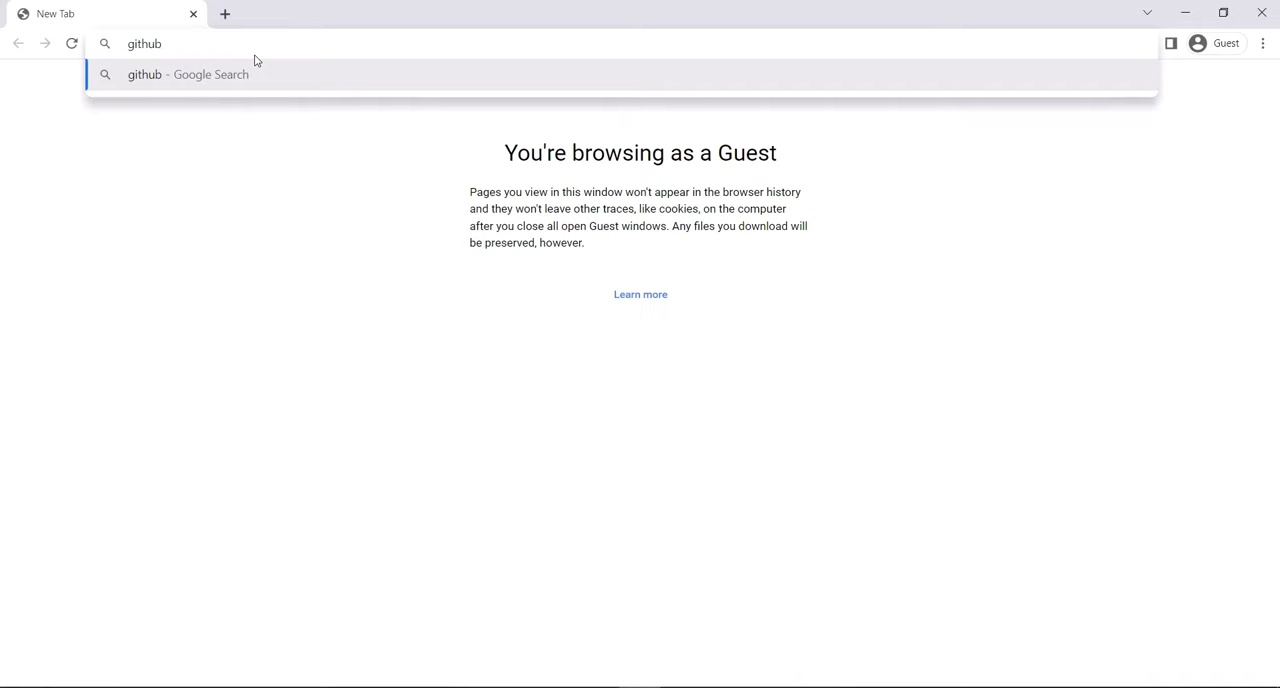 New Tab
github
Guest
github - Google Search
You're browsing as a Guest
Pages you view in this window won't appear in the browser history
and they won't leave other traces, like cookies, on the computer
after you close all open Guest windows. Any files you download will
be preserved, however.
Learn more